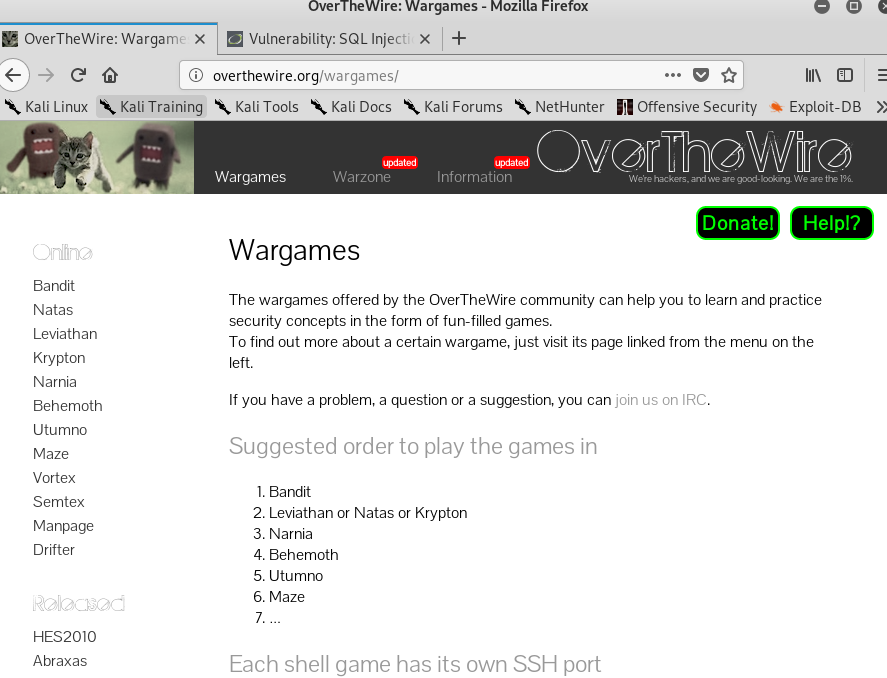 OverTheWire: Wargames - Mozilla Firefox
OverTheWire: Wargame
Vulnerability: SQL Injecti
overthewire.org/wargames/
Kali Linux Kali Training Kali Tools Kali Docs Kali Forums NetHunter Offensive Security Exploit-DB
Wargames
Warzone
updated
Information
updated
OverTheWire
We're hackers, and we are good-looking. We are the 1%.
Donate!
Help!?
Online
Bandit
Natas
Leviathan
Krypton
Narnia
Behemoth
Utumno
Maze
Vortex
Semtex
Manpage
Drifter
Released
HES2010
Abraxas
Wargames
The wargames offered by the OverTheWire community can help you to learn and practice
security concepts in the form of fun-filled games.
To find out more about a certain wargame, just visit its page linked from the menu on the
left.
If you have a problem, a question or a suggestion, you can join us on IRC.
Suggested order to play the games in
1. Bandit
2. Leviathan or Natas or Krypton
3. Narnia
4. Behemoth
5. Utumno
6. Maze
7. ...
Each shell game has its own SSH port